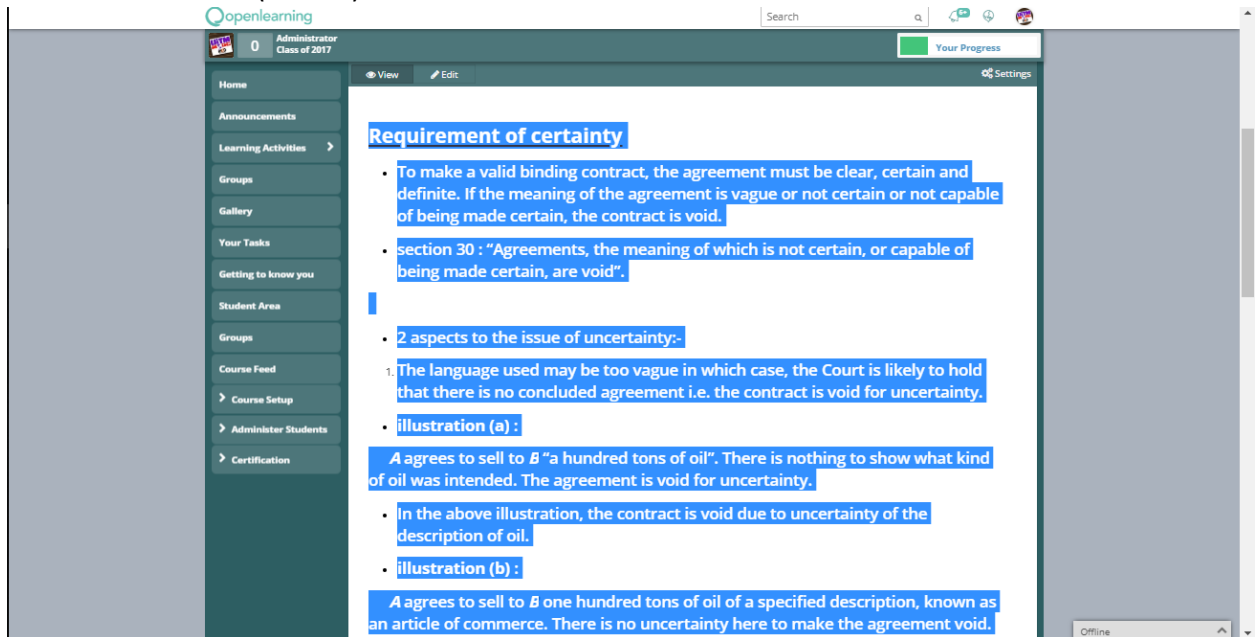 openlearning
Search
5+
0
Administrator
Class of 2017
Your Progress
View
Edit
Settings
Home
Announcements
Learning Activities
Groups
Gallery
Your Tasks
Getting to know you
Student Area
Groups
Course Feed
Course Setup
Administer Students
Certification
Requirement of certainty
• To make a valid binding contract, the agreement must be clear, certain and
definite. If the meaning of the agreement is vague or not certain or not capable
of being made certain, the contract is void.
• section 30 : “Agreements, the meaning of which is not certain, or capable of
being made certain, are void”.
• 2 aspects to the issue of uncertainty:-
1. The language used may be too vague in which case, the Court is likely to hold
that there is no concluded agreement i.e. the contract is void for uncertainty.
• illustration (a) :
A agrees to sell to B “a hundred tons of oil”. There is nothing to show what kind
of oil was intended. The agreement is void for uncertainty.
• In the above illustration, the contract is void due to uncertainty of the
description of oil.
• illustration (b) :
A agrees to sell to B one hundred tons of oil of a specified description, known as
an article of commerce. There is no uncertainty here to make the agreement void.
Offline